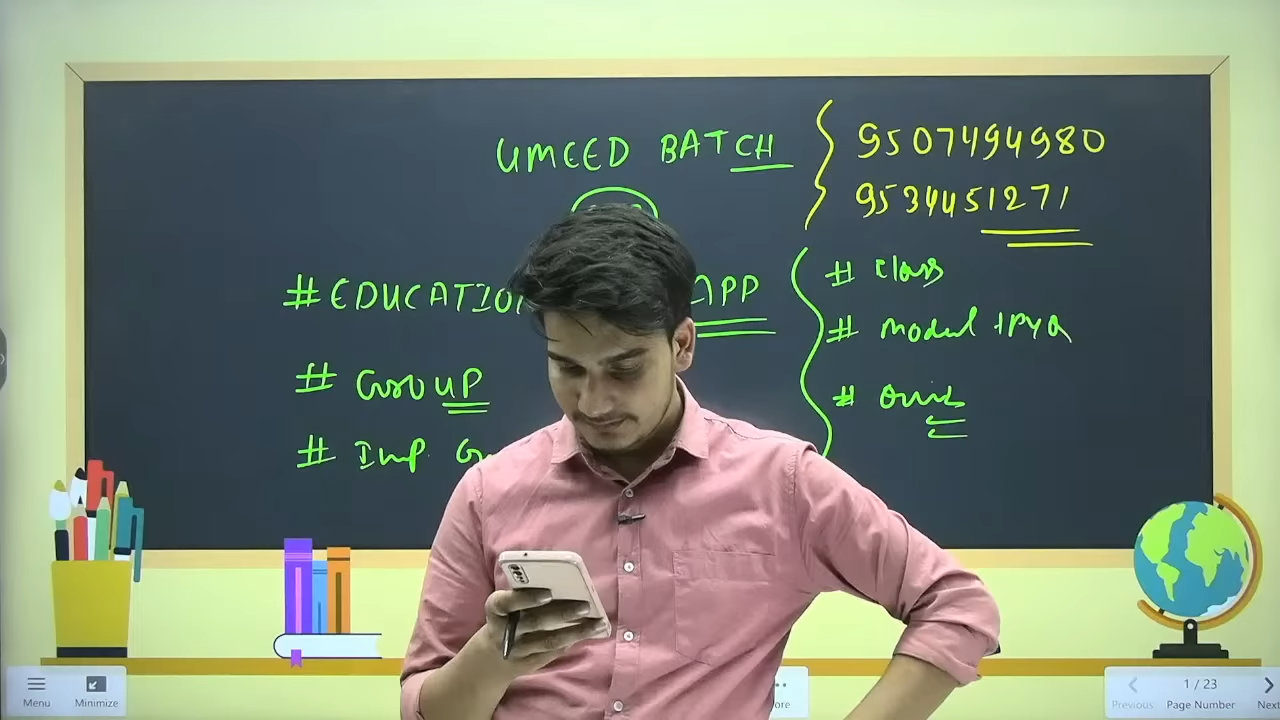 UMEED BATCH
9507494980
9534451271
#EDUCATION APP
# Class
# Model +PYQ
# GroUP
# Quiz
# Imp.
Menu
Minimize
1 / 23
Previous
Page Number
Next